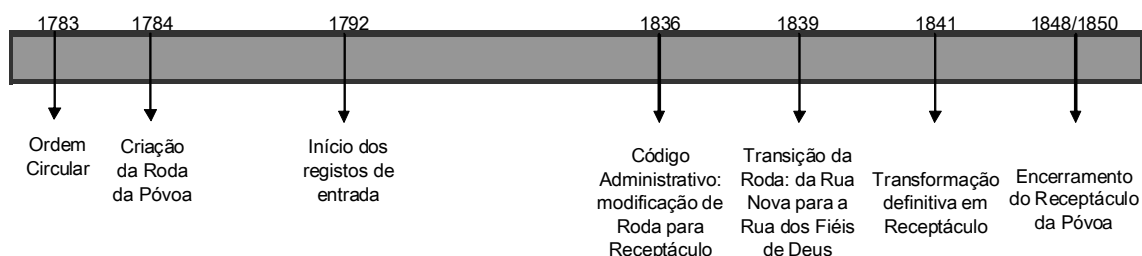 1783 1784 1792 1836 1839 1841 1848/1850
Ordem
Circular
Criação
da Roda
da Póvoa
Início dos
registos de
entrada
Código
Administrativo:
modificação de
Roda para
Receptáculo
Transição da
Roda: da Rua
Nova para a
Rua dos Fiéis
de Deus
Transformação
definitiva em
Receptáculo
Encerramento
do Receptáculo
da Póvoa